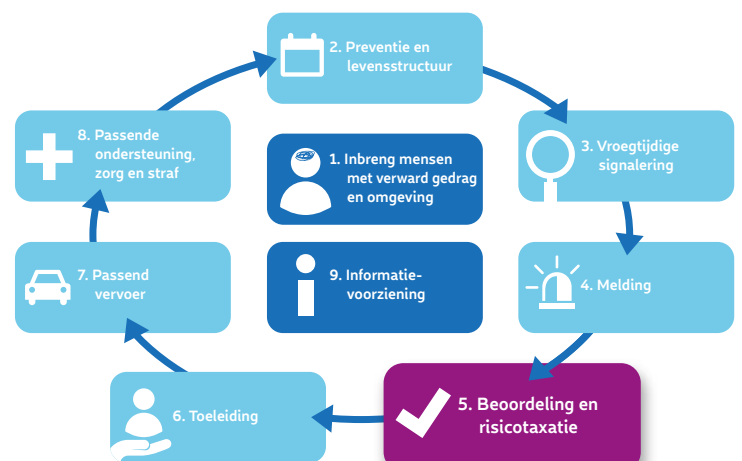 2. Preventie en
levensstructuur
8. Passende
ondersteuning,
zorg en straf
1. Inbreng mensen
met verward gedrag
en omgeving
3. Vroegtijdige
signalering
7. Passend
vervoer
9. Informatie-
voorziening
4. Melding
6. Toeleiding
5. Beoordeling en
risicotaxatie